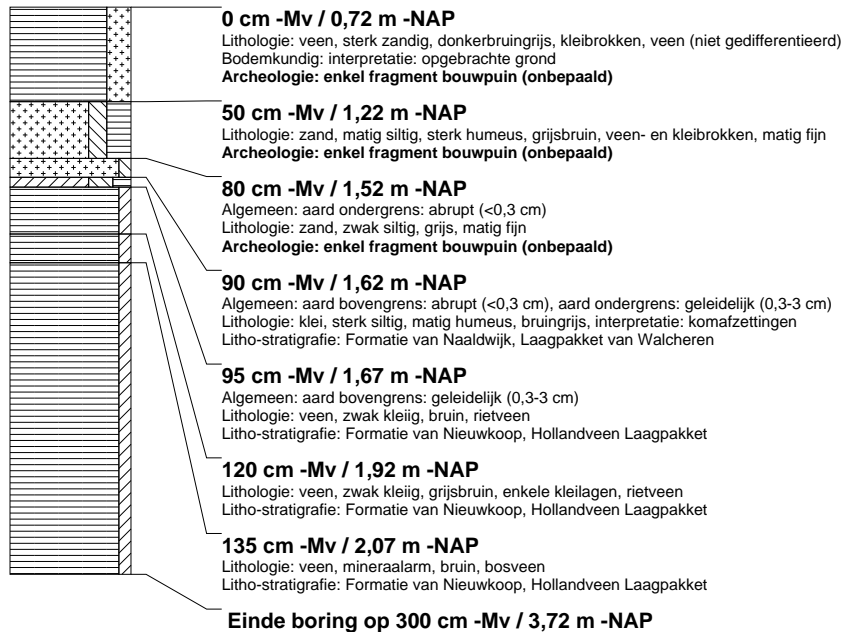 0 cm -Mv / 0,72 m -NAP
Lithologie: veen, sterk zandig, donkerbruingrijs, kleibrokken, veen (niet gedifferentieerd)
Bodemkundig: interpretatie: opgebrachte grond
Archeologie: enkel fragment bouwpuin (onbepaald)
50 cm -Mv / 1,22 m -NAP
Lithologie: zand, matig siltig, sterk humeus, grijsbruin, veen- en kleibrokken, matig fijn
Archeologie: enkel fragment bouwpuin (onbepaald)
80 cm -Mv / 1,52 m -NAP
Algemeen: aard ondergrens: abrupt (<0,3 cm)
Lithologie: zand, zwak siltig, grijs, matig fijn
Archeologie: enkel fragment bouwpuin (onbepaald)
90 cm -Mv / 1,62 m -NAP
Algemeen: aard bovengrens: abrupt (<0,3 cm), aard ondergrens: geleidelijk (0,3-3 cm)
Lithologie: klei, sterk siltig, matig humeus, bruingrijs, interpretatie: komafzettingen
Litho-stratigrafie: Formatie van Naaldwijk, Laagpakket van Walcheren
95 cm -Mv / 1,67 m -NAP
Algemeen: aard bovengrens: geleidelijk (0,3-3 cm)
Lithologie: veen, zwak kleiig, bruin, rietveen
Litho-stratigrafie: Formatie van Nieuwkoop, Hollandveen Laagpakket
120 cm -Mv / 1,92 m -NAP
Lithologie: veen, zwak kleiig, grijsbruin, enkele kleilagen, rietveen
Litho-stratigrafie: Formatie van Nieuwkoop, Hollandveen Laagpakket
135 cm -Mv / 2,07 m -NAP
Lithologie: veen, mineraalarm, bruin, bosveen
Litho-stratigrafie: Formatie van Nieuwkoop, Hollandveen Laagpakket
Einde boring op 300 cm -Mv / 3,72 m -NAP